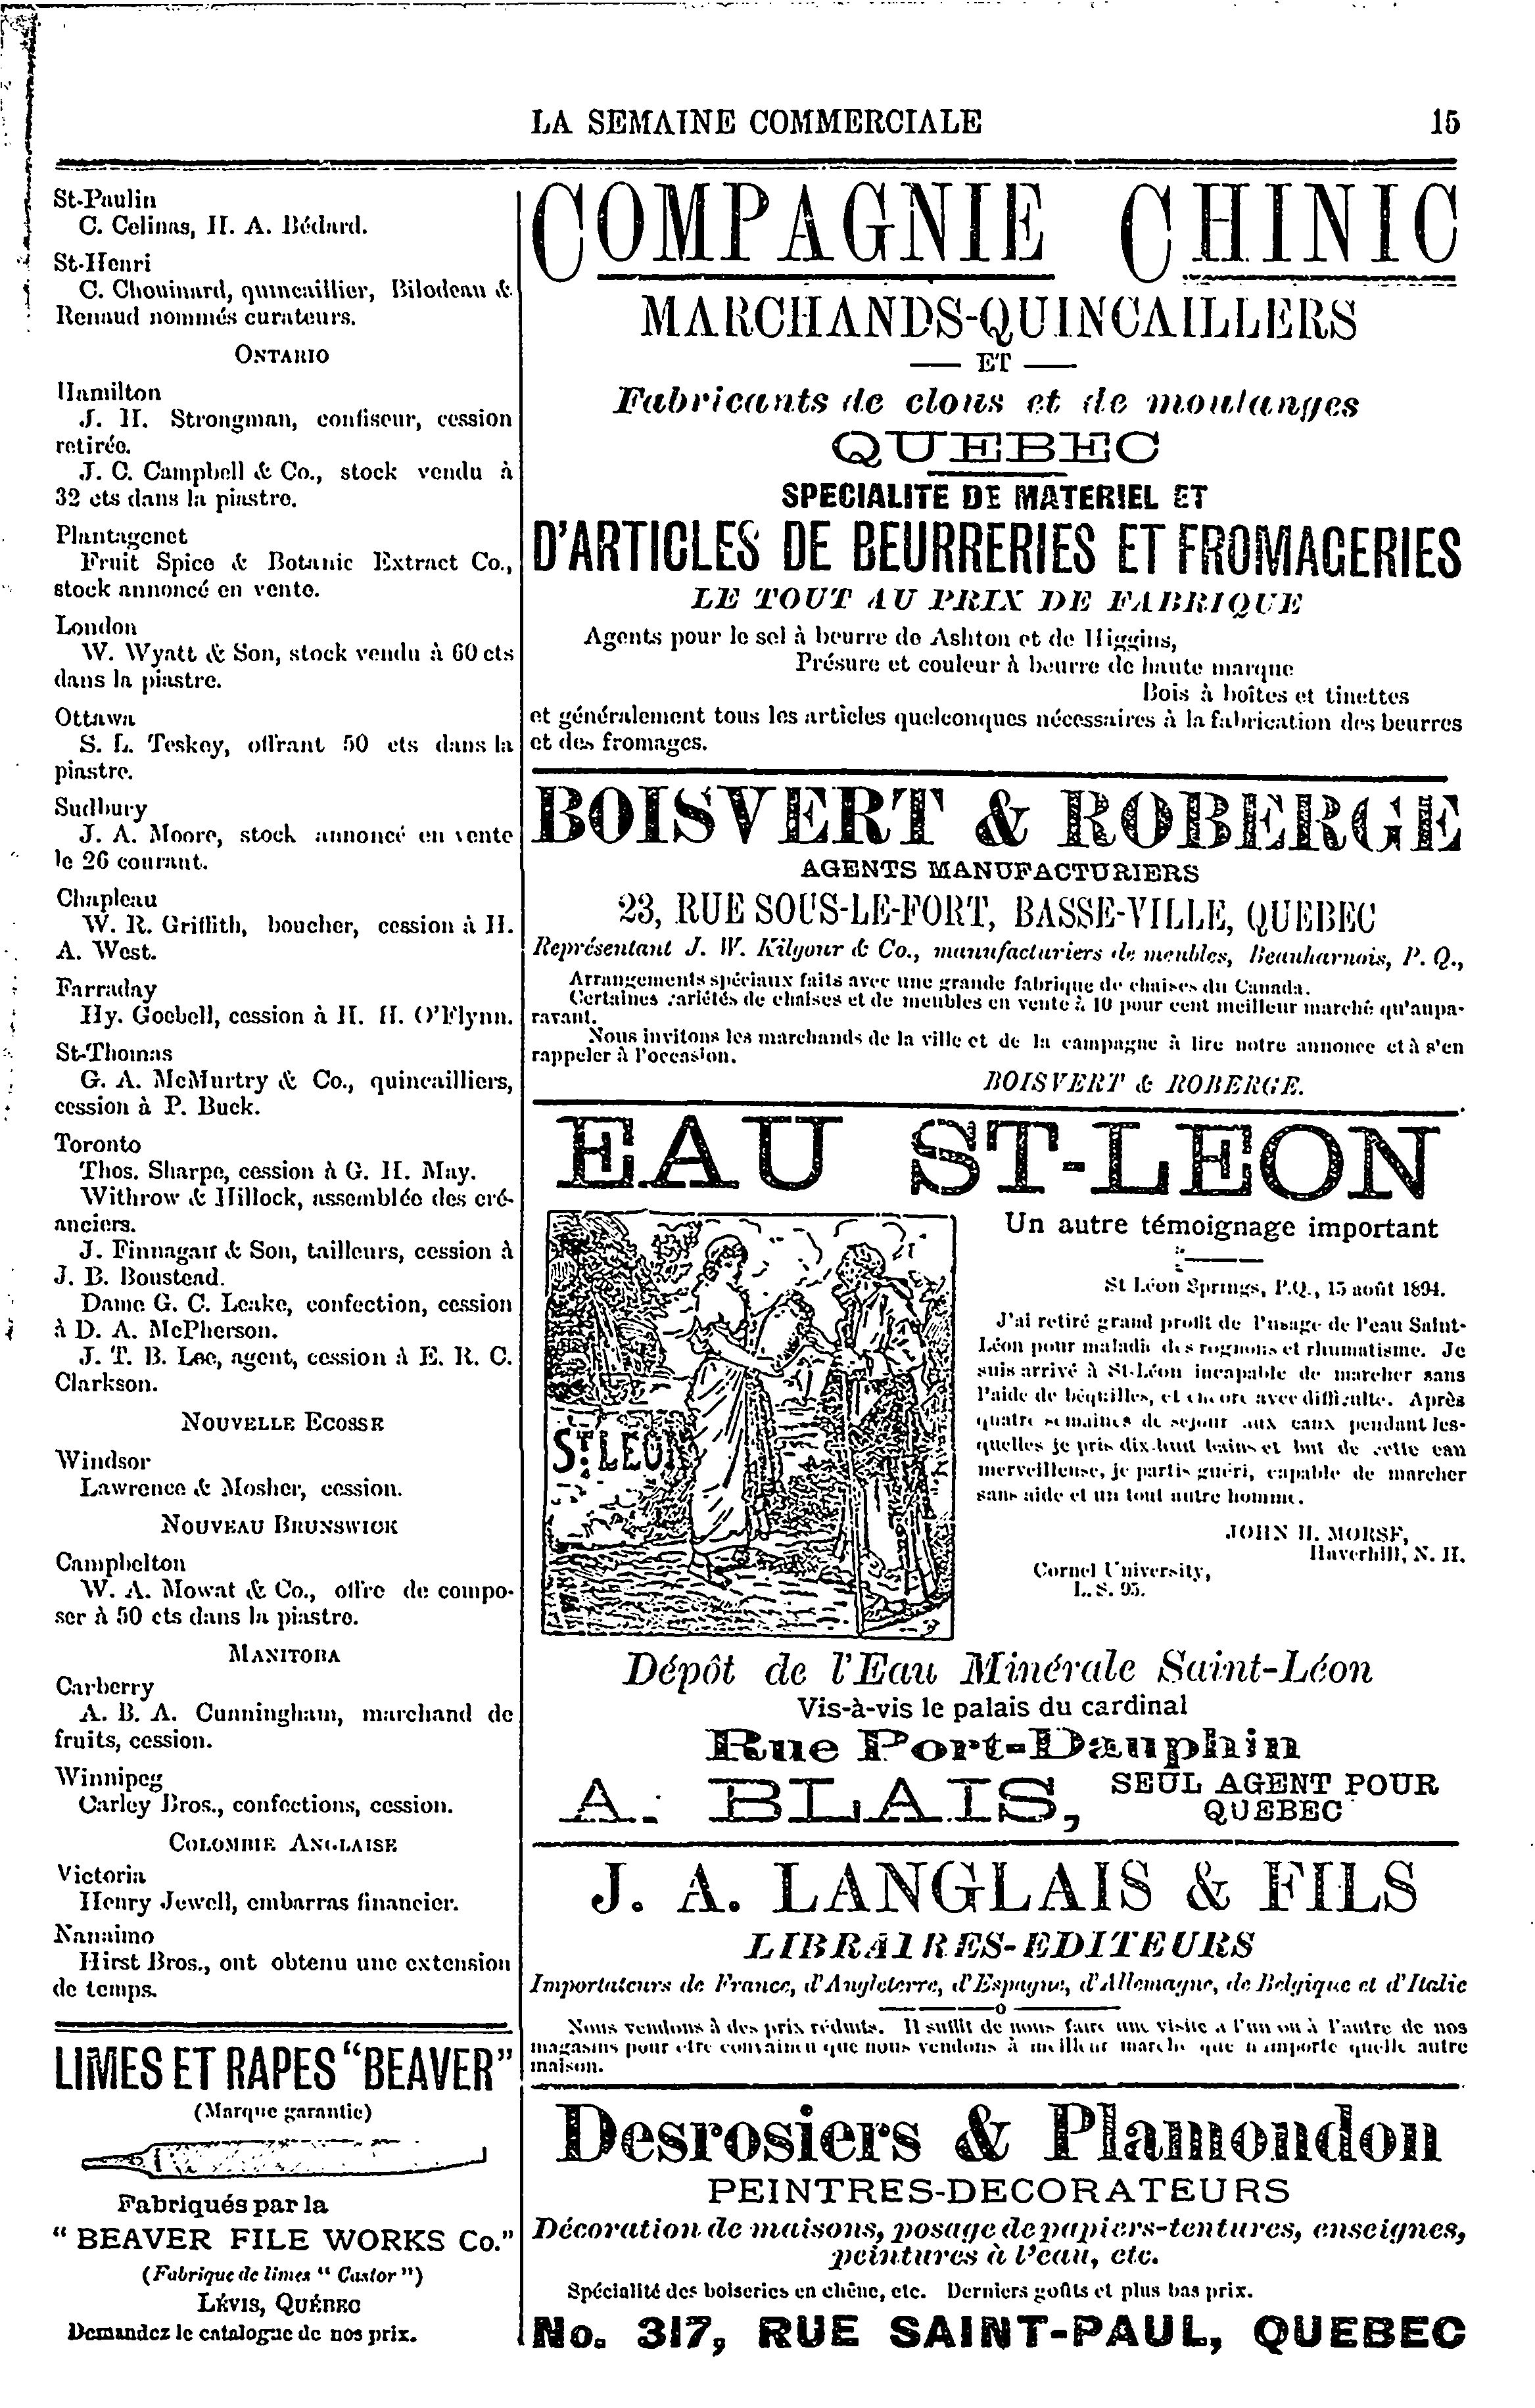 LA SEMAINE COMMERCIALE 15
St-Paulin
C. Celinas, H. A. Bédard.
St-Henri
C. Chouinard, quincaillier, Bilodeau &
Renaud nommés curateurs.
ONTARIO
Hamilton
J. H. Strongman, confiseur, cession
retirée.
J. C. Campbell & Co., stock vendu à
32 cts dans la piastre.
Plantagenet
Fruit Spice & Botanic Extract Co.,
stock annoncé en vente.
London
W. Wyatt & Son, stock vendu à 60 cts
dans la piastre.
Ottawa
S. L. Teskey, offrant 50 cts dans la
piastre.
Sudbury
J. A. Moore, stock annoncé en vente
le 26 courant.
Chapleau
W. R. Griffith, boucher, cession à H.
A. West.
Farraday
Hy. Goebell, cession à H. H. O'Flynn.
St-Thomas
G. A. McMurtry & Co., quincailliers,
cession à P. Buck.
Toronto
Thos. Sharpe, cession à G. H. May.
Withrow & Hillock, assemblée des cré-
anciers.
J. Finnagan & Son, tailleurs, cession à
J. B. Boustead.
Dame G. C. Leake, confection, cession
à D. A. McPherson.
J. T. B. Lee, agent, cession à E. R. C.
Clarkson.
NOUVELLE ECOSSE
Windsor
Lawrence & Mosher, cession.
NOUVEAU BRUNSWICK
Campbelton
W. A. Mowat & Co., offre de compo-
ser à 50 cts dans la piastre.
MANITOBA
Carberry
A. B. A. Cunningham, marchand de
fruits, cession.
Winnipeg
Carley Bros., confections, cession.
COLOMBIE ANGLAISE
Victoria
Henry Jewell, embarras financier.
Nanaimo
Hirst Bros., ont obtenu une extension
de temps.
LIMES ET RAPES "BEAVER"
(Marque garantie)
Fabriqués par la
"BEAVER FILE WORKS Co."
(Fabrique de limes "Castor")
LÉVIS, QUÉBEC
Demandez le catalogue de nos prix.
COMPAGNIE CHINIC
MARCHANDS-QUINCAILLERS
— ET —
Fabricants de clous et de moulanges
QUEBEC
SPECIALITE DE MATERIEL ET
D'ARTICLES DE BEURRERIES ET FROMAGERIES
LE TOUT AU PRIX DE FABRIQUE
Agents pour le sel à beurre de Ashton et de Higgins,
Présure et couleur à beurre de haute marque
Bois à boîtes et tinettes
et généralement tous les articles quelconques nécessaires à la fabrication des beurres
et des fromages.
BOISVERT & ROBERGE
AGENTS MANUFACTURIERS
23, RUE SOUS-LE-FORT, BASSE-VILLE, QUEBEC
Représentant J. W. Kilgour & Co., manufacturiers de meubles, Beauharnois, P. Q.,
Arrangements spéciaux faits avec une grande fabrique de chaises du Canada.
Certaines variétés de chaises et de meubles en vente à 10 pour cent meilleur marché qu'aupa-
ravant.
Nous invitons les marchands de la ville et de la campagne à lire notre annonce et à s'en
rappeler à l'occasion.
BOISVERT & ROBERGE.
EAU ST-LEON
ST. LEON
Un autre témoignage important
St Léon Springs, P.Q., 15 août 1894.
J'ai retiré grand profit de l'usage de l'eau Saint-
Léon pour maladie des rognons et rhumatisme. Je
suis arrivé à St-Léon incapable de marcher sans
l'aide de béquilles, et encore avec difficulte. Après
quatre semaines de sejour aux eaux pendant les-
quelles je pris dix-huit bains et but de cette eau
merveilleuse, je partis guéri, capable de marcher
sans aide et un tout autre homme.
JOHN H. MORSE,
Haverhill, N. H.
Cornel University,
L. S. 95.
Dépôt de l'Eau Minérale Saint-Léon
Vis-à-vis le palais du cardinal
Rue Port-Dauphin
A. BLAIS, SEUL AGENT POUR
QUEBEC
J. A. LANGLAIS & FILS
LIBRAIRES-EDITEURS
Importateurs de France, d'Angleterre, d'Espagne, d'Allemagne, de Belgique et d'Italie
Nous vendons à des prix réduits. Il suffit de nous faire une visite a l'un ou à l'autre de nos
magasins pour etre convaincu que nous vendons à meilleur marche que n'importe quelle autre
maison.
Desrosiers & Plamondon
PEINTRES-DECORATEURS
Décoration de maisons, posage de papiers-tentures, enseignes,
peintures à l'eau, etc.
Spécialité des boiseries en chêne, etc. Derniers goûts et plus bas prix.
No. 317, RUE SAINT-PAUL, QUEBEC